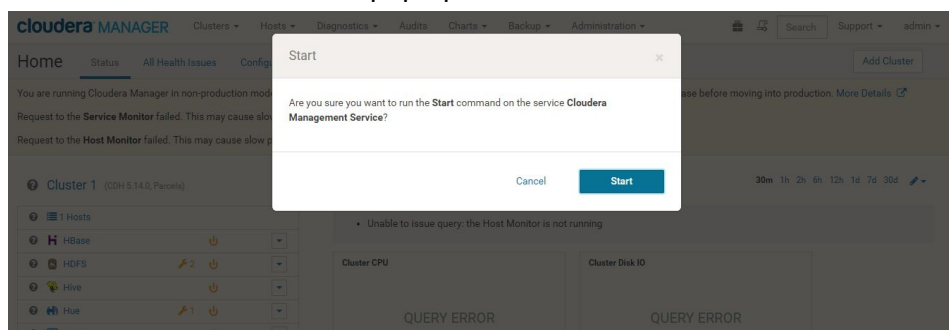 cloudera MANAGER Clusters Hosts Diagnostics Audits Charts Backup Administration Search Support admin
Home Status All Health Issues Configu Add Cluster
Start
You are running Cloudera Manager in non-production mod ase before moving into production. More Details
Are you sure you want to run the Start command on the service Cloudera
Management Service?
Request to the Service Monitor failed. This may cause slow
Request to the Host Monitor failed. This may cause slow p
Cancel Start
Cluster 1 (CDH 5.14.0, Parcels) 30m 1h 2h 6h 12h 1d 7d 30d
1 Hosts
Unable to issue query: the Host Monitor is not running
HBase
HDFS 2
Cluster CPU Cluster Disk IO
Hive
Hue 1
QUERY ERROR QUERY ERROR